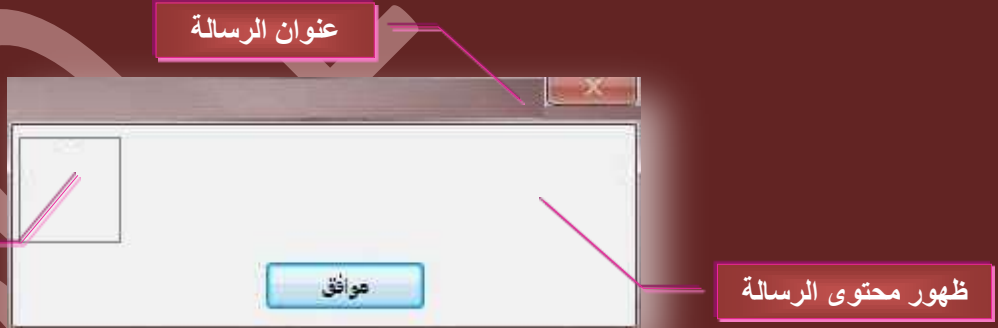 عنوان الرسالة
موافق
ظهور محتوى الرسالة